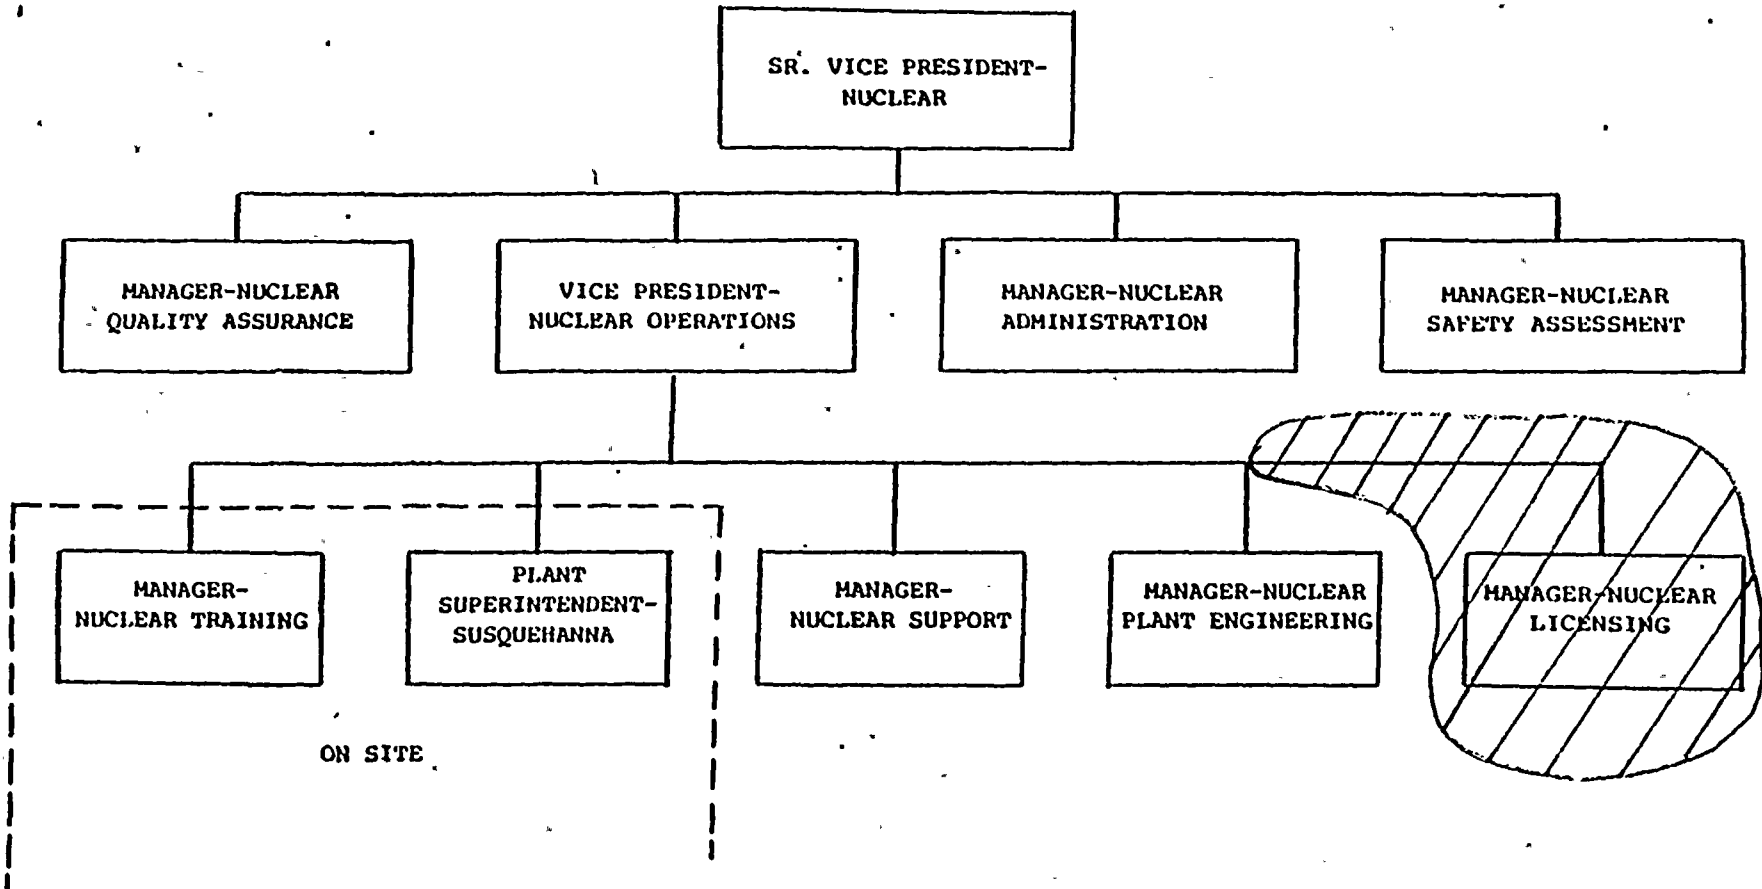 SR. VICE PRESIDENT-
NUCLEAR
MANAGER-NUCLEAR
QUALITY ASSURANCE
VICE PRESIDENT-
NUCLEAR OPERATIONS
MANAGER-NUCLEAR
ADMINISTRATION
MANAGER-NUCLEAR
SAFETY ASSESSMENT
MANAGER-
NUCLEAR TRAINING
PLANT
SUPERINTENDENT-
SUSQUEHANNA
MANAGER-
NUCLEAR SUPPORT
MANAGER-NUCLEAR
PLANT ENGINEERING
MANAGER-NUCLEAR
LICENSING
ON SITE